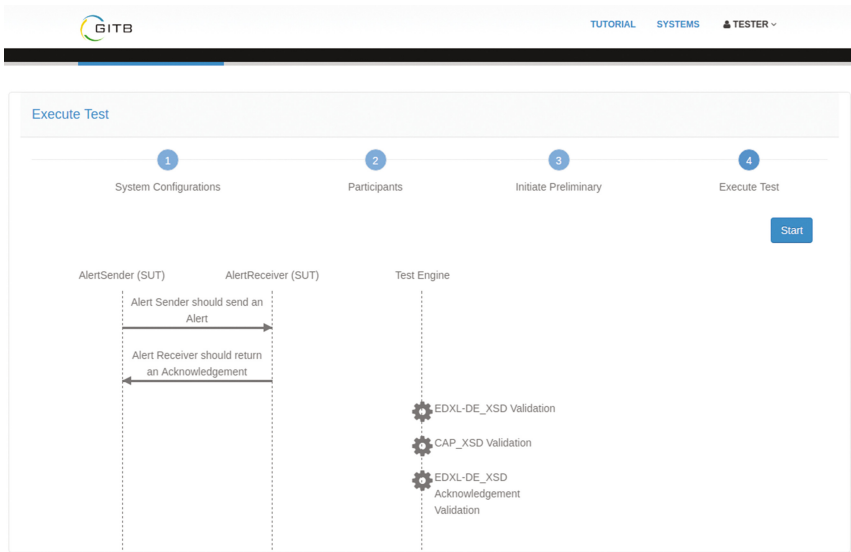 GITB
TUTORIAL SYSTEMS TESTER
Execute Test
1 2 3 4
System Configurations Participants Initiate Preliminary Execute Test
Start
AlertSender (SUT) AlertReceiver (SUT) Test Engine
Alert Sender should send an
Alert
Alert Receiver should return
an Acknowledgement
EDXL-DE_XSD Validation
CAP_XSD Validation
EDXL-DE_XSD
Acknowledgement
Validation